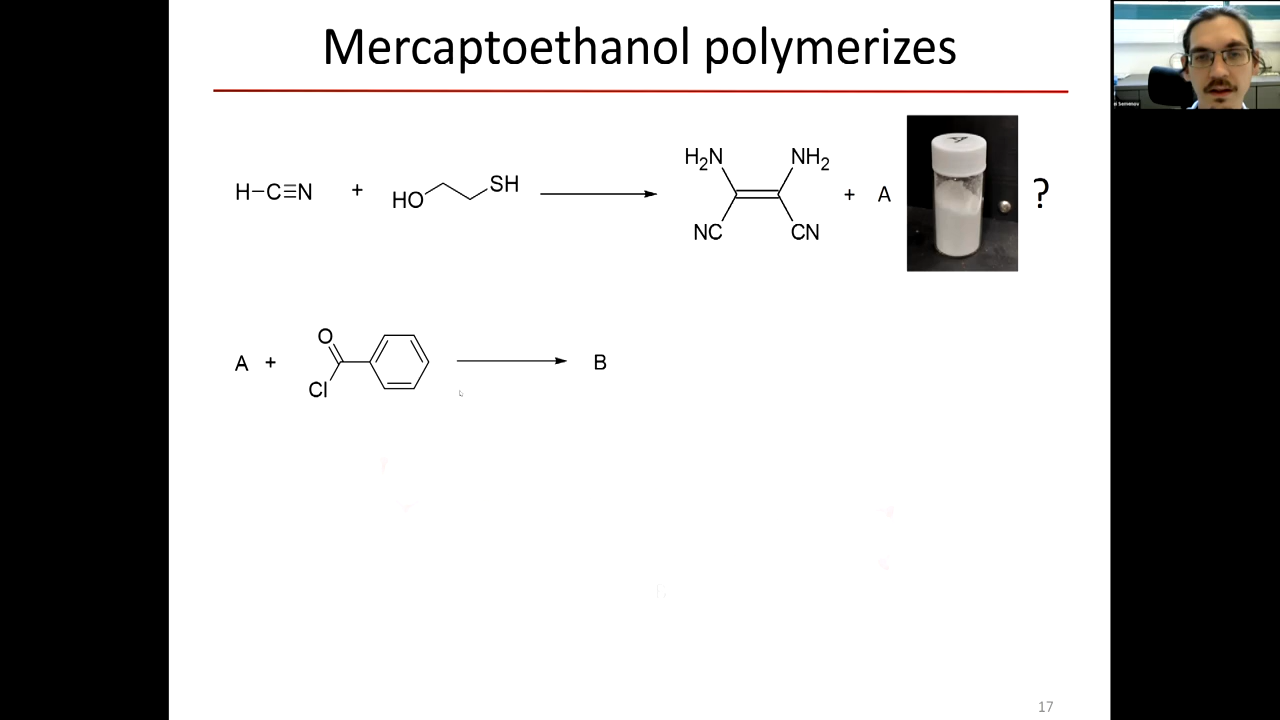 Mercaptoethanol polymerizes
H–C≡N + HO SH H₂N NH₂ NC CN + A ?
A + O Cl B
17